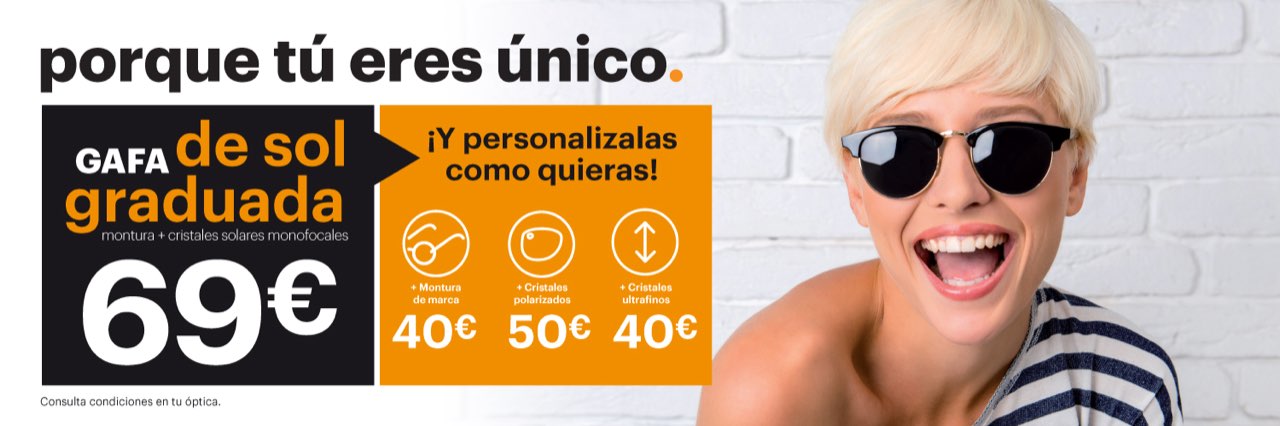 porque tú eres único.
GAFA de sol
graduada
montura + cristales solares monofocales
69€
¡Y personalizalas
como quieras!
+ Montura
de marca
40€
+ Cristales
polarizados
50€
+ Cristales
ultrafinos
40€
Consulta condiciones en tu óptica.